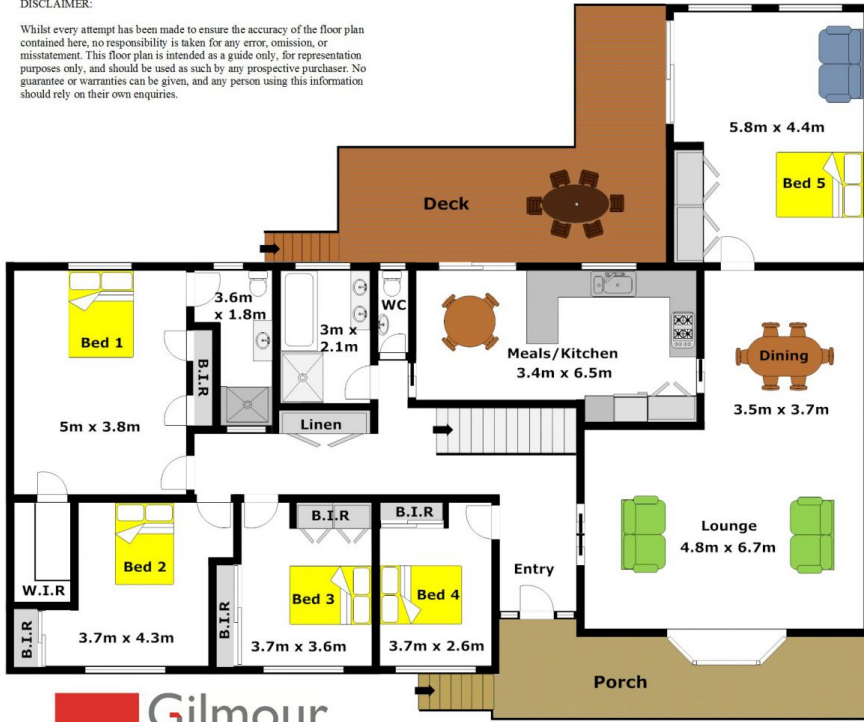 DISCLAIMER:
Whilst every attempt has been made to ensure the accuracy of the floor plan
contained here, no responsibility is taken for any error, omission, or
misstatement. This floor plan is intended as a guide only, for representation
purposes only, and should be used as such by any prospective purchaser. No
guarantee or warranties can be given, and any person using this information
should rely on their own enquiries.
5.8m x 4.4m
Bed 5
Deck
3.6m
x 1.8m
WC
3m x
2.1m
Bed 1
B.I.R
Meals/Kitchen
3.4m x 6.5m
Dining
3.5m x 3.7m
5m x 3.8m
Linen
B.I.R
B.I.R
Lounge
4.8m x 6.7m
Bed 2
Entry
W.I.R
Bed 3
Bed 4
B.I.R
3.7m x 4.3m
B.I.R
3.7m x 3.6m
3.7m x 2.6m
Porch
Gilmour